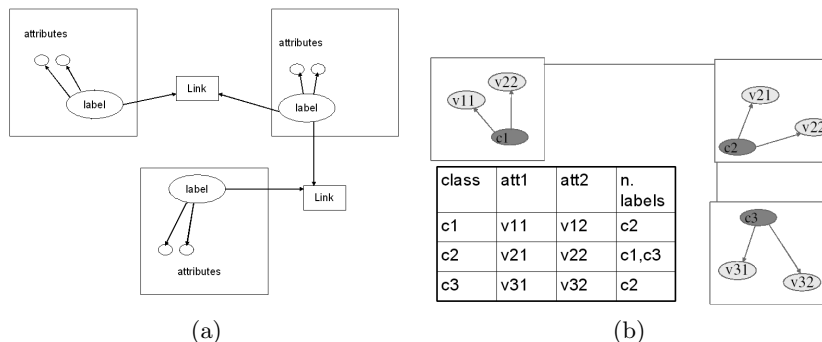 attributes
label
Link
attributes
label
label
Link
attributes
(a)
v11
v22
c1
v21
v22
c2
class att1 att2 n. labels
c1 v11 v12 c2
c2 v21 v22 c1,c3
c3 v31 v32 c2
c3
v31
v32
(b)